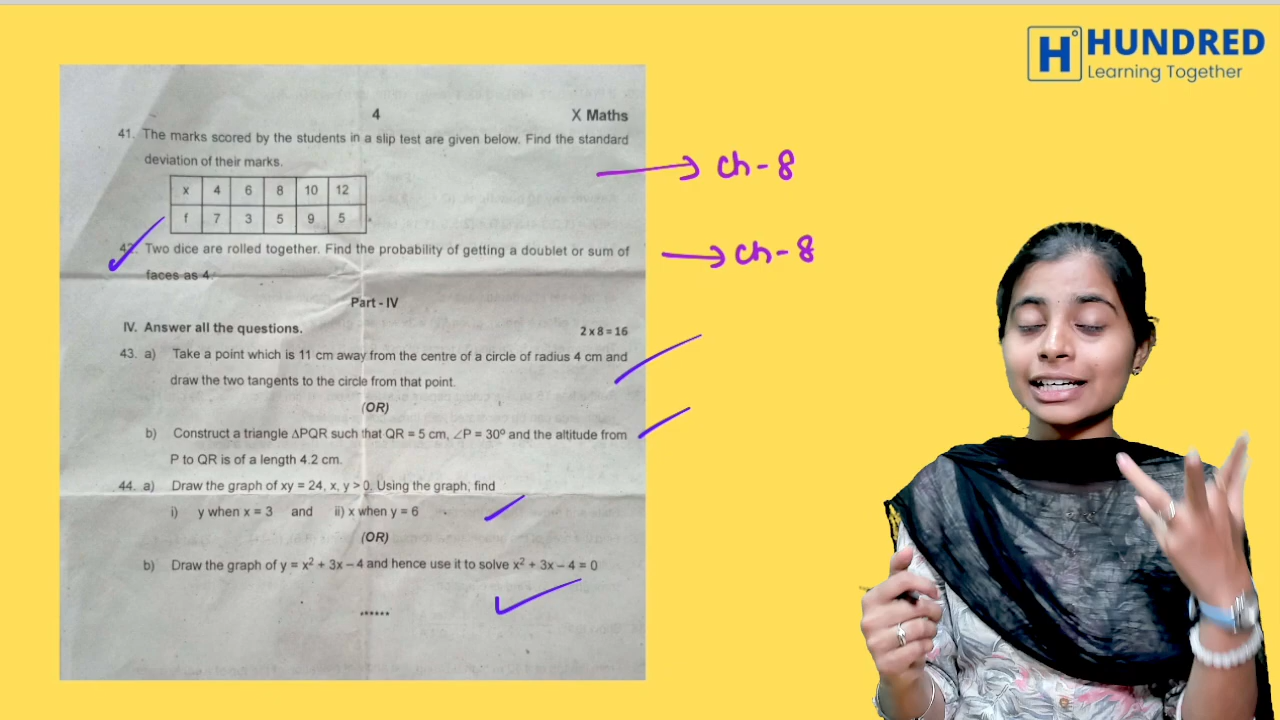 HUNDRED
Learning Together
4 X Maths
41. The marks scored by the students in a slip test are given below. Find the standard
deviation of their marks.
x 4 6 8 10 12
f 7 3 5 9 5
42. Two dice are rolled together. Find the probability of getting a doublet or sum of
faces as 4.
Part - IV
IV. Answer all the questions. 2 x 8 = 16
43. a) Take a point which is 11 cm away from the centre of a circle of radius 4 cm and
draw the two tangents to the circle from that point.
(OR)
b) Construct a triangle ΔPQR such that QR = 5 cm, ∠P = 30° and the altitude from
P to QR is of a length 4.2 cm.
44. a) Draw the graph of xy = 24, x, y > 0. Using the graph, find
i) y when x = 3 and ii) x when y = 6
(OR)
b) Draw the graph of y = x² + 3x – 4 and hence use it to solve x² + 3x – 4 = 0
******
→ Ch - 8
→ Ch - 8
H°